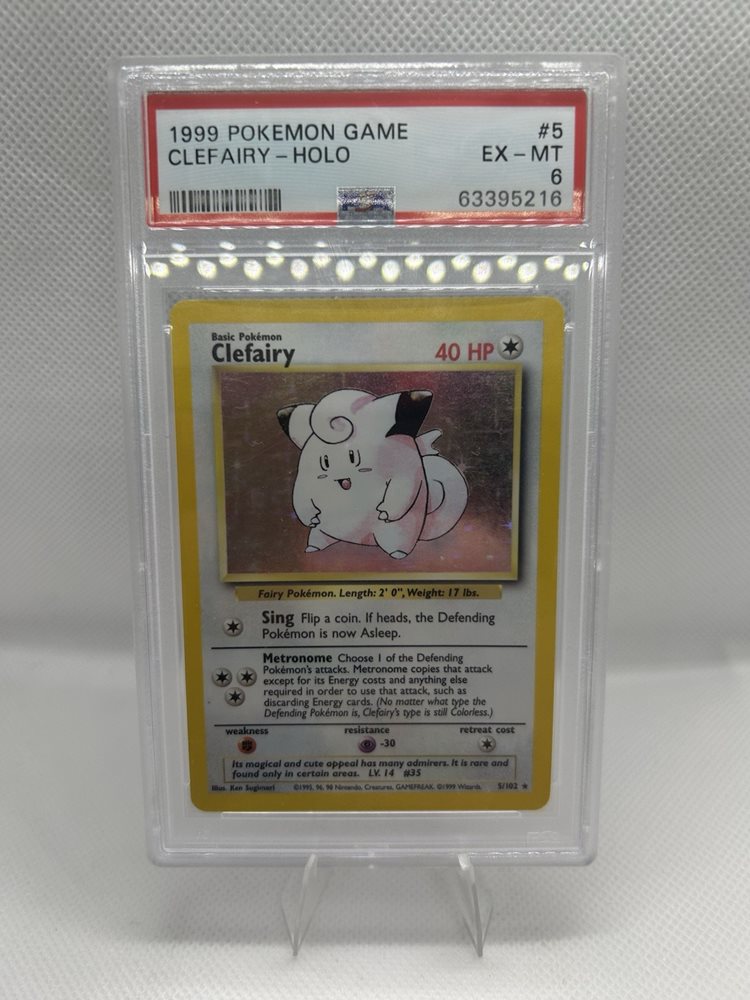 1999 POKEMON GAME #5
CLEFAIRY – HOLO EX – MT
6
63395216
PSA
Basic Pokémon
Clefairy 40 HP
Fairy Pokémon. Length: 2' 0", Weight: 17 lbs.
Sing Flip a coin. If heads, the Defending
Pokémon is now Asleep.
Metronome Choose 1 of the Defending
Pokémon's attacks. Metronome copies that attack
except for its Energy costs and anything else
required in order to use that attack, such as
discarding Energy cards. (No matter what type the
Defending Pokémon is, Clefairy's type is still Colorless.)
weakness resistance retreat cost
-30
Its magical and cute appeal has many admirers. It is rare and
found only in certain areas. LV. 14 #35
Illus. Ken Sugimori ©1995, 96, 98 Nintendo, Creatures, GAMEFREAK. ©1999 Wizards. 5/102 ★